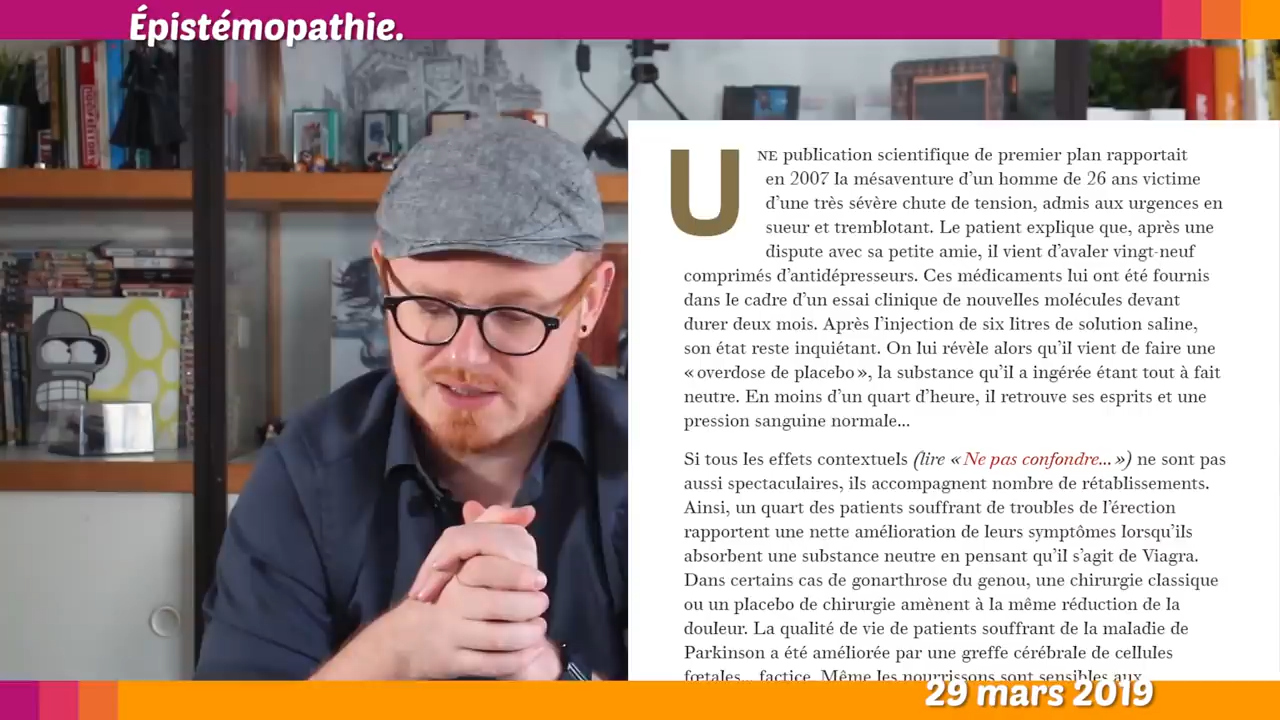 Épistémopathie.
UNE publication scientifique de premier plan rapportait
en 2007 la mésaventure d’un homme de 26 ans victime
d’une très sévère chute de tension, admis aux urgences en
sueur et tremblotant. Le patient explique que, après une
dispute avec sa petite amie, il vient d’avaler vingt-neuf
comprimés d’antidépresseurs. Ces médicaments lui ont été fournis
dans le cadre d’un essai clinique de nouvelles molécules devant
durer deux mois. Après l’injection de six litres de solution saline,
son état reste inquiétant. On lui révèle alors qu’il vient de faire une
« overdose de placebo », la substance qu’il a ingérée étant tout à fait
neutre. En moins d’un quart d’heure, il retrouve ses esprits et une
pression sanguine normale...
Si tous les effets contextuels (lire « Ne pas confondre... ») ne sont pas
aussi spectaculaires, ils accompagnent nombre de rétablissements.
Ainsi, un quart des patients souffrant de troubles de l’érection
rapportent une nette amélioration de leurs symptômes lorsqu’ils
absorbent une substance neutre en pensant qu’il s’agit de Viagra.
Dans certains cas de gonarthrose du genou, une chirurgie classique
ou un placebo de chirurgie amènent à la même réduction de la
douleur. La qualité de vie de patients souffrant de la maladie de
Parkinson a été améliorée par une greffe cérébrale de cellules
fœtales... factice. Même les nourrissons sont sensibles aux
29 mars 2019